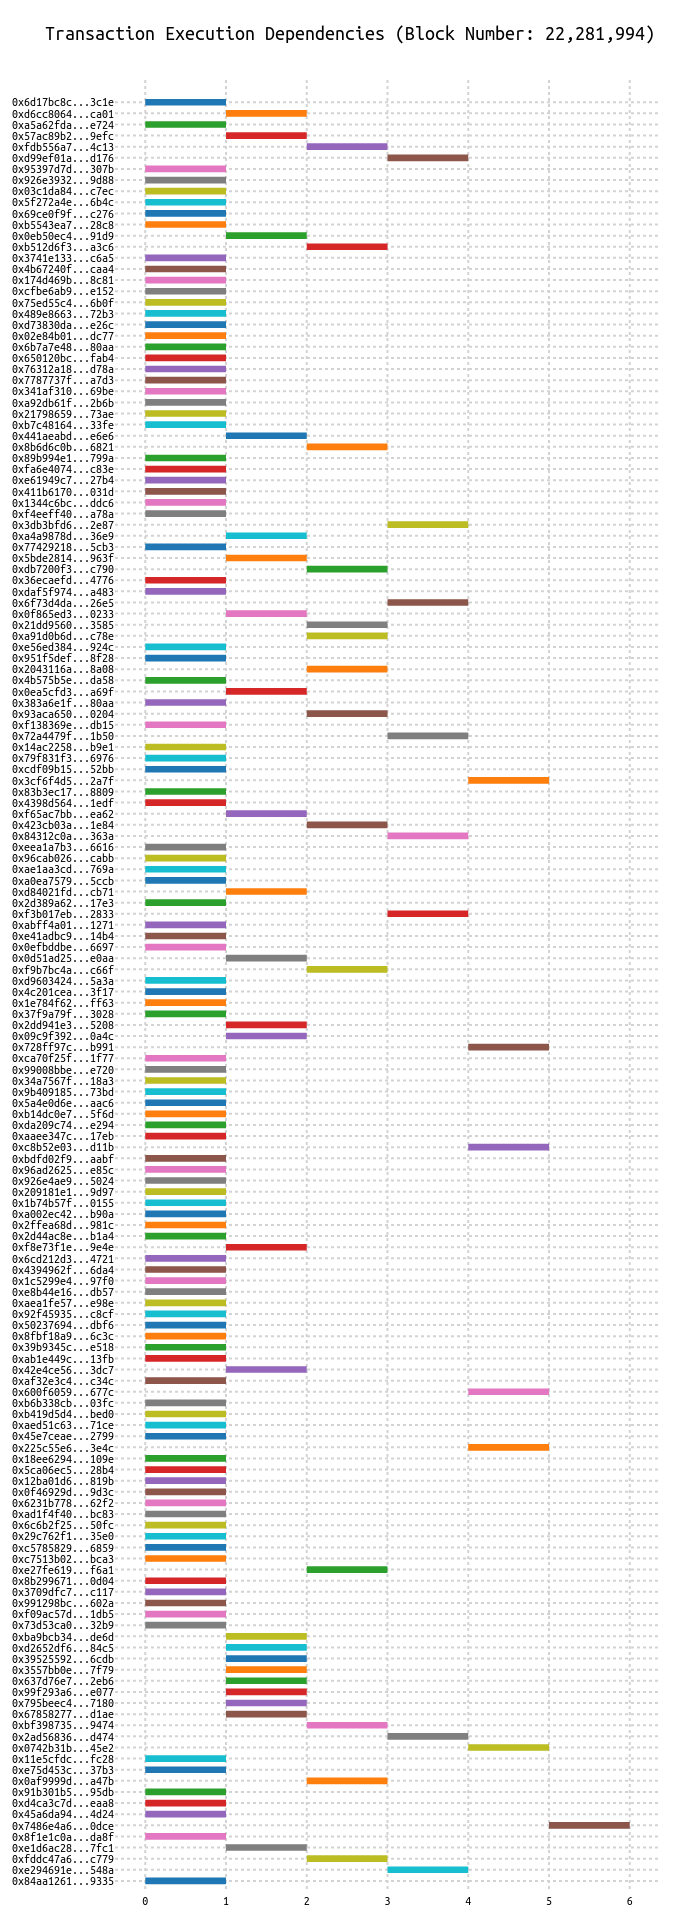 Transaction Execution Dependencies (Block Number: 22,281,994)
0x6d17bc8c...3c1e
0xd6cc8064...ca01
0xa5a62fda...e724
0x57ac89b2...9efc
0xfdb556a7...4c13
0xd99ef01a...d176
0x95397d7d...307b
0x926e3932...9d88
0x03c1da84...c7ec
0x5f272a4e...6b4c
0x69ce0f9f...c276
0xb5543ea7...28c8
0x0eb50ec4...91d9
0xb512d6f3...a3c6
0x3741e133...c6a5
0x4b67240f...caa4
0x174d469b...8c81
0xcfbe6ab9...e152
0x75ed55c4...6b0f
0x489e8663...72b3
0xd73830da...e26c
0x02e84b01...dc77
0x6b7a7e48...80aa
0x650120bc...fab4
0x76312a18...d78a
0x7787737f...a7d3
0x341af310...69be
0xa92db61f...2b6b
0x21798659...73ae
0xb7c48164...33fe
0x441aeabd...e6e6
0x8b6d6c0b...6821
0x89b994e1...799a
0xfa6e4074...c83e
0xe61949c7...27b4
0x411b6170...031d
0x1344c6bc...ddc6
0xf4eeff40...a78a
0x3db3bfd6...2e87
0xa4a9878d...36e9
0x77429218...5cb3
0x5bde2814...963f
0xdb7200f3...c790
0x36ecaefd...4776
0xdaf5f974...a483
0x6f73d4da...26e5
0x0f865ed3...0233
0x21dd9560...3585
0xa91d0b6d...c78e
0xe56ed384...924c
0x951f5def...8f28
0x2043116a...8a08
0x4b575b5e...da58
0x0ea5cfd3...a69f
0x383a6e1f...80aa
0x93aca650...0204
0xf138369e...db15
0x72a4479f...1b50
0x14ac2258...b9e1
0x79f831f3...6976
0xcdf09b15...52bb
0x3cf6f4d5...2a7f
0x83b3ec17...8809
0x4398d564...1edf
0xf65ac7bb...ea62
0x423cb03a...1e84
0x84312c0a...363a
0xeea1a7b3...6616
0x96cab026...cabb
0xae1aa3cd...769a
0xa0ea7579...5ccb
0xd84021fd...cb71
0x2d389a62...17e3
0xf3b017eb...2833
0xabff4a01...1271
0xe41adbc9...14b4
0x0efbddbe...6697
0x0d51ad25...e0aa
0xf9b7bc4a...c66f
0xd9603424...5a3a
0x4c201cea...3f17
0x1e784f62...ff63
0x37f9a79f...3028
0x2dd941e3...5208
0x09c9f392...0a4c
0x728ff97c...b991
0xca70f25f...1f77
0x99008bbe...e720
0x34a7567f...18a3
0x9b409185...73bd
0x5a4e0d6e...aac6
0xb14dc0e7...5f6d
0xda209c74...e294
0xaaee347c...17eb
0xc8b52e03...d11b
0xbdfd02f9...aabf
0x96ad2625...e85c
0x926e4ae9...5024
0x209181e1...9d97
0x1b74b57f...0155
0xa002ec42...b90a
0x2ffea68d...981c
0x2d44ac8e...b1a4
0xf8e73f1e...9e4e
0x6cd212d3...4721
0x4394962f...6da4
0x1c5299e4...97f0
0xe8b44e16...db57
0xaea1fe57...e98e
0x92f45935...c8cf
0x50237694...dbf6
0x8fbf18a9...6c3c
0x39b9345c...e518
0xab1e449c...13fb
0x42e4ce56...3dc7
0xaf32e3c4...c34c
0x600f6059...677c
0xb6b338cb...03fc
0xb419d5d4...bed0
0xaed51c63...71ce
0x45e7ceae...2799
0x225c55e6...3e4c
0x18ee6294...109e
0x5ca06ec5...28b4
0x12ba01d6...819b
0x0f46929d...9d3c
0x6231b778...62f2
0xad1f4f40...bc83
0x6c6b2f25...50fc
0x29c762f1...35e0
0xc5785829...6859
0xc7513b02...bca3
0xe27fe619...f6a1
0x8b299671...0d04
0x3709dfc7...c117
0x991298bc...602a
0xf09ac57d...1db5
0x73d53ca0...32b9
0xba9bcb34...de6d
0xd2652df6...84c5
0x39525592...6cdb
0x3557bb0e...7f79
0x637d76e7...2eb6
0x99f293a6...e077
0x795beec4...7180
0x67858277...d1ae
0xbf398735...9474
0x2ad56836...d474
0x0742b31b...45e2
0x11e5cfdc...fc28
0xe75d453c...37b3
0x0af9999d...a47b
0x91b301b5...95db
0xd4ca3c7d...eaa8
0x45a6da94...4d24
0x7486e4a6...0dce
0x8f1e1c0a...da8f
0xe1d6ac28...7fc1
0xfddc47a6...c779
0xe294691e...548a
0x84aa1261...9335
0 1 2 3 4 5 6